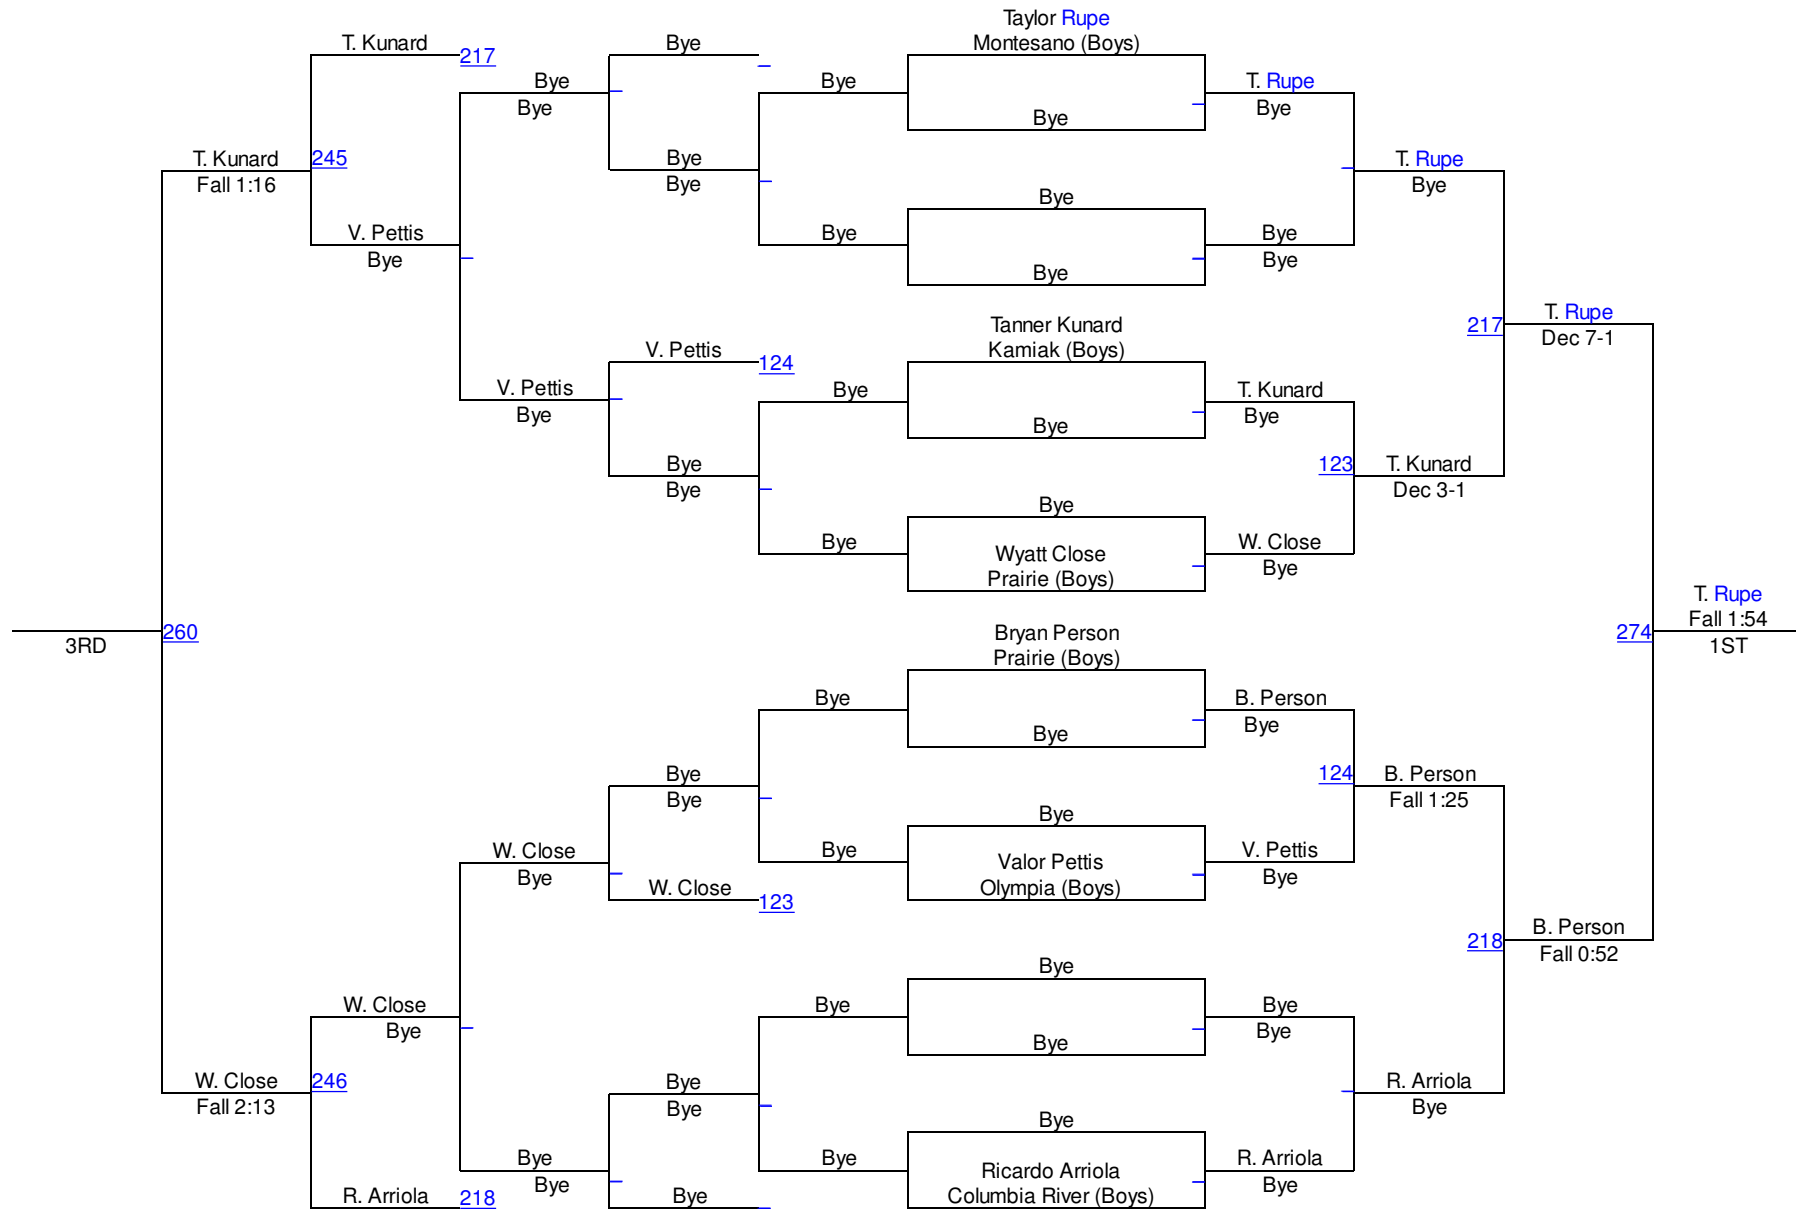 Taylor Rupe
T. Kunard
Bye
Montesano (Boys)
217
Bye
Bye
T. Rupe
Bye
Bye
Bye
T. Kunard
245
Bye
T. Rupe
Fall 1:16
Bye
Bye
Bye
V. Pettis
Bye
Bye
Bye
Bye
Bye
T. Rupe
Tanner Kunard
217
Dec 7-1
V. Pettis
Kamiak (Boys)
124
V. Pettis
Bye
T. Kunard
Bye
Bye
Bye
Bye
123
T. Kunard
Bye
Dec 3-1
Bye
Bye
Wyatt Close
W. Close
Prairie (Boys)
Bye
T. Rupe
Fall 1:54
260
Bryan Person
274
3RD
Prairie (Boys)
1ST
Bye
B. Person
Bye
Bye
Bye
124
B. Person
Bye
Fall 1:25
Bye
W. Close
Bye
Valor Pettis
V. Pettis
Bye
W. Close
Olympia (Boys)
Bye
123
B. Person
218
Fall 0:52
Bye
W. Close
Bye
Bye
Bye
Bye
Bye
W. Close
246
Bye
R. Arriola
Fall 2:13
Bye
Bye
Bye
Bye
Bye
Ricardo Arriola
R. Arriola
Bye
Bye
R. Arriola
218
Bye
Columbia River (Boys)